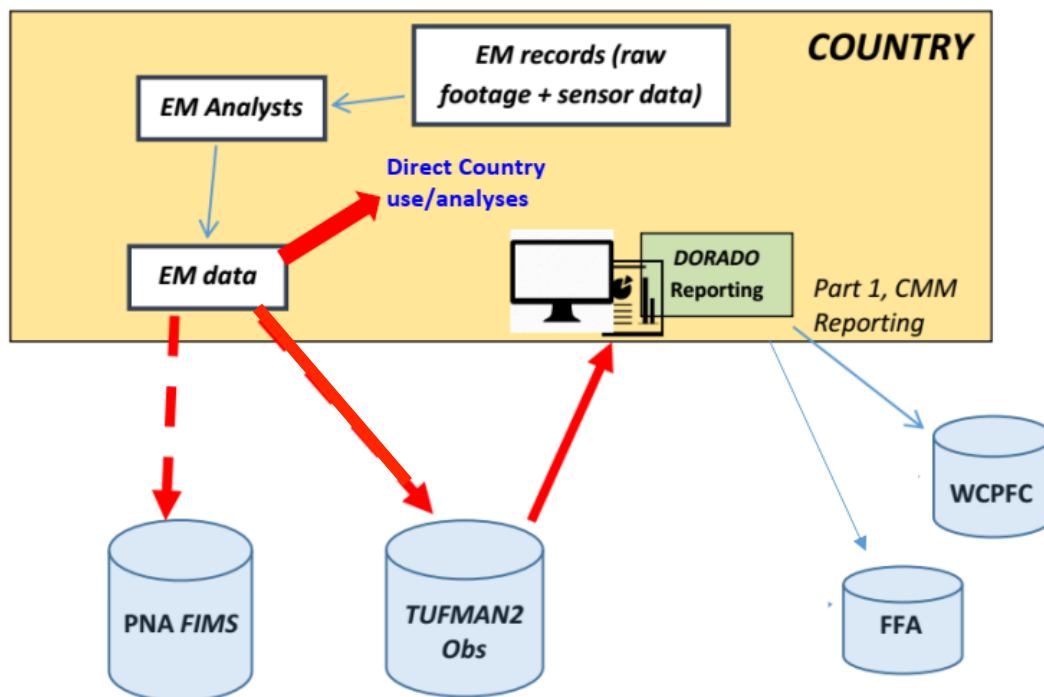 COUNTRY
EM records (raw
footage + sensor data)
EM Analysts
Direct Country
use/analyses
EM data
DORADO
Reporting
Part 1, CMM
Reporting
WCPFC
PNA FIMS
TUFMAN2
Obs
FFA